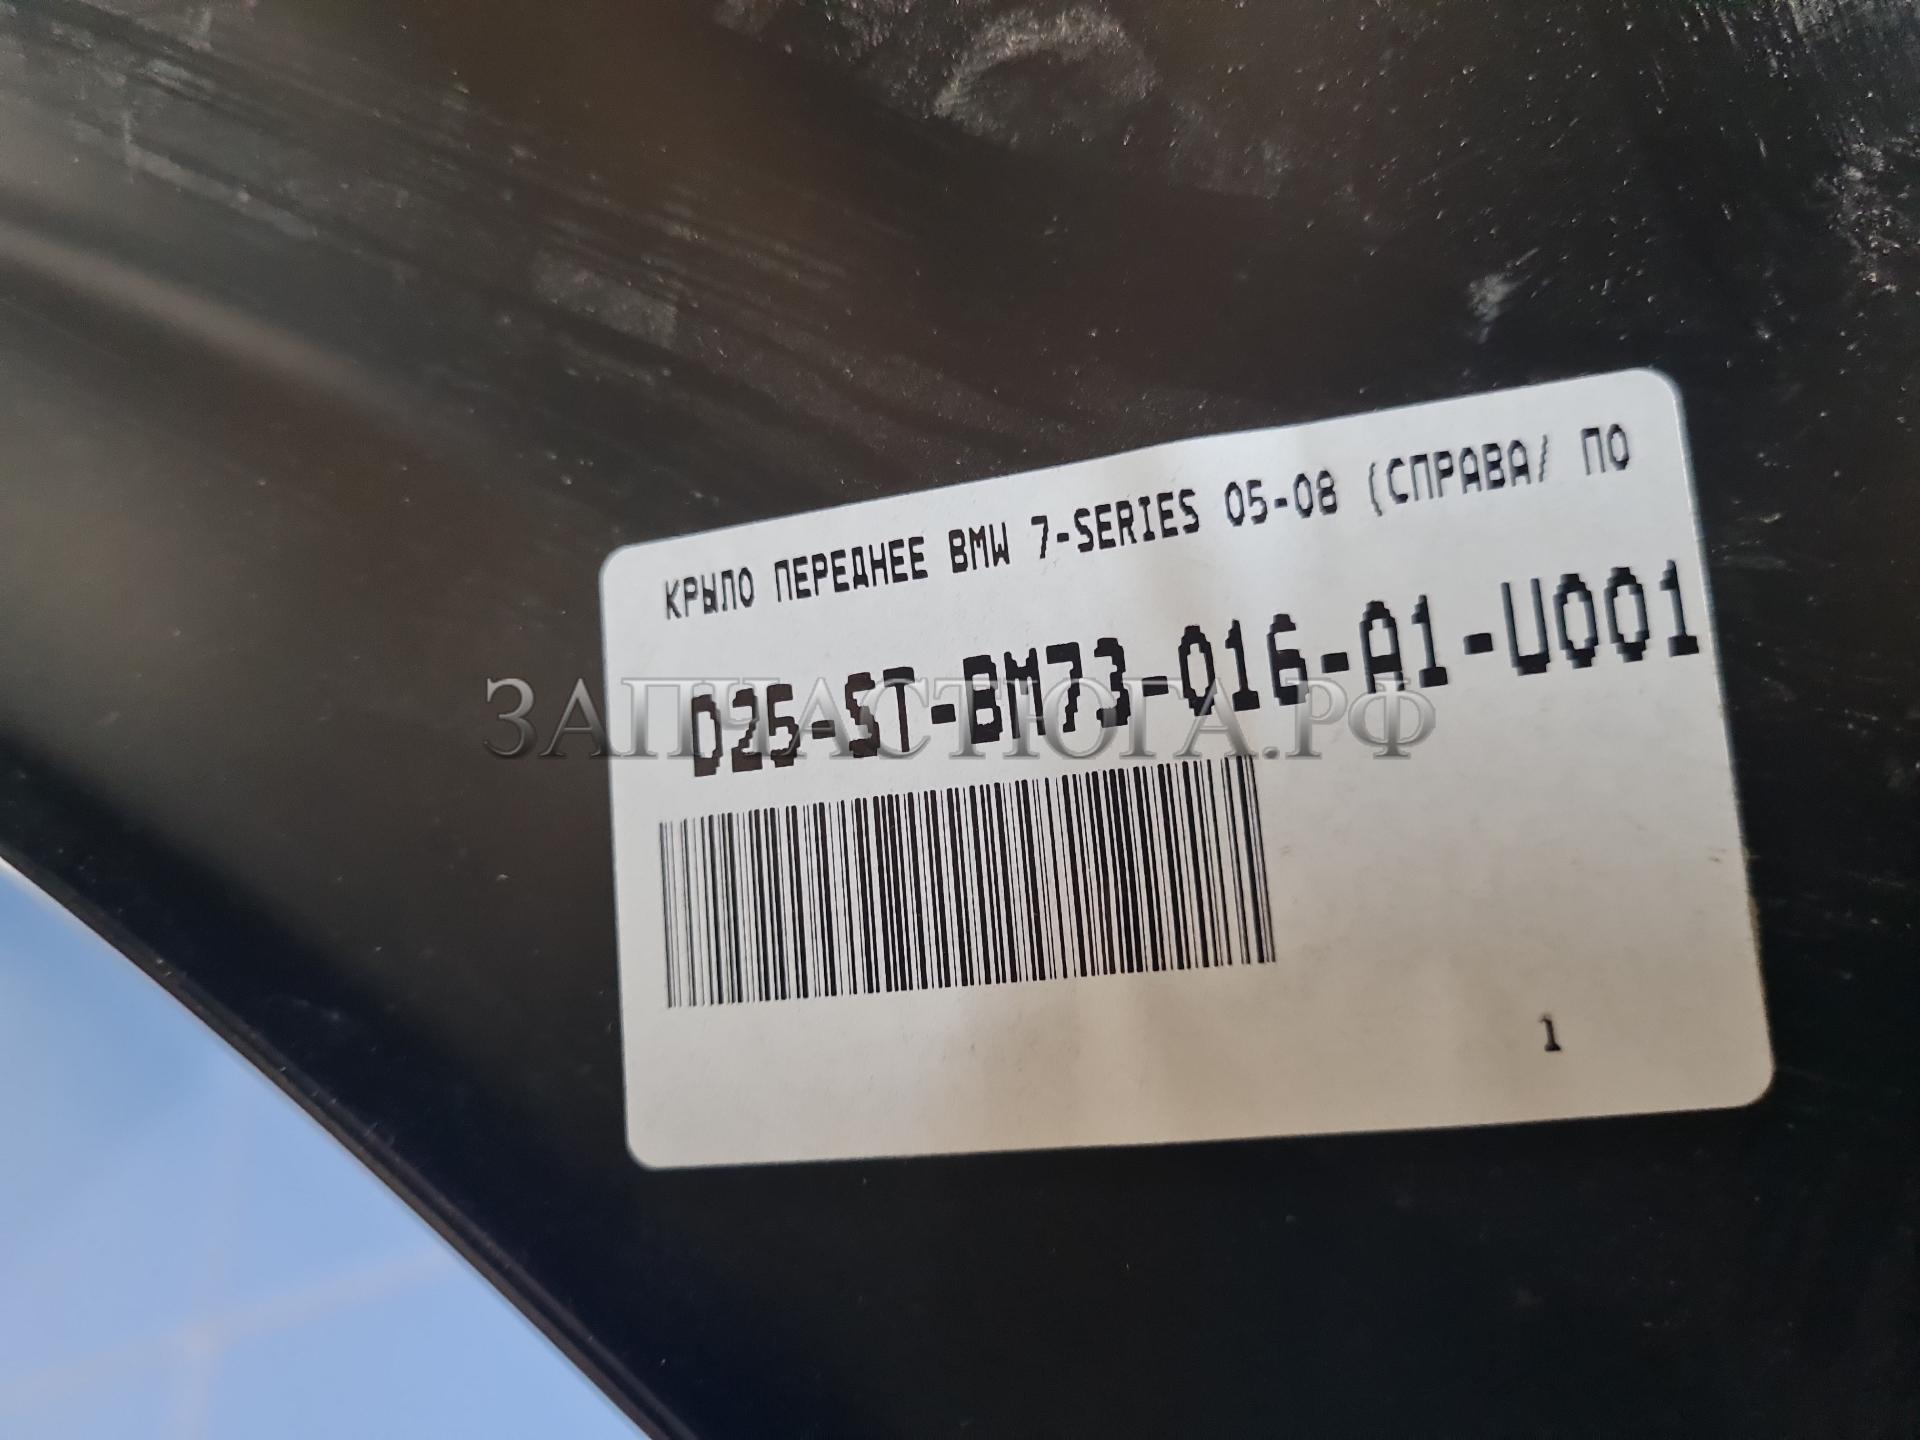 КРЫЛО ПЕРЕДНЕЕ BMW 7-SERIES 05-08 (СПРАВА/ ПО
D25-ST-BM73-016-A1-U001
ЗАПЧАСТЮГА.РФ
1